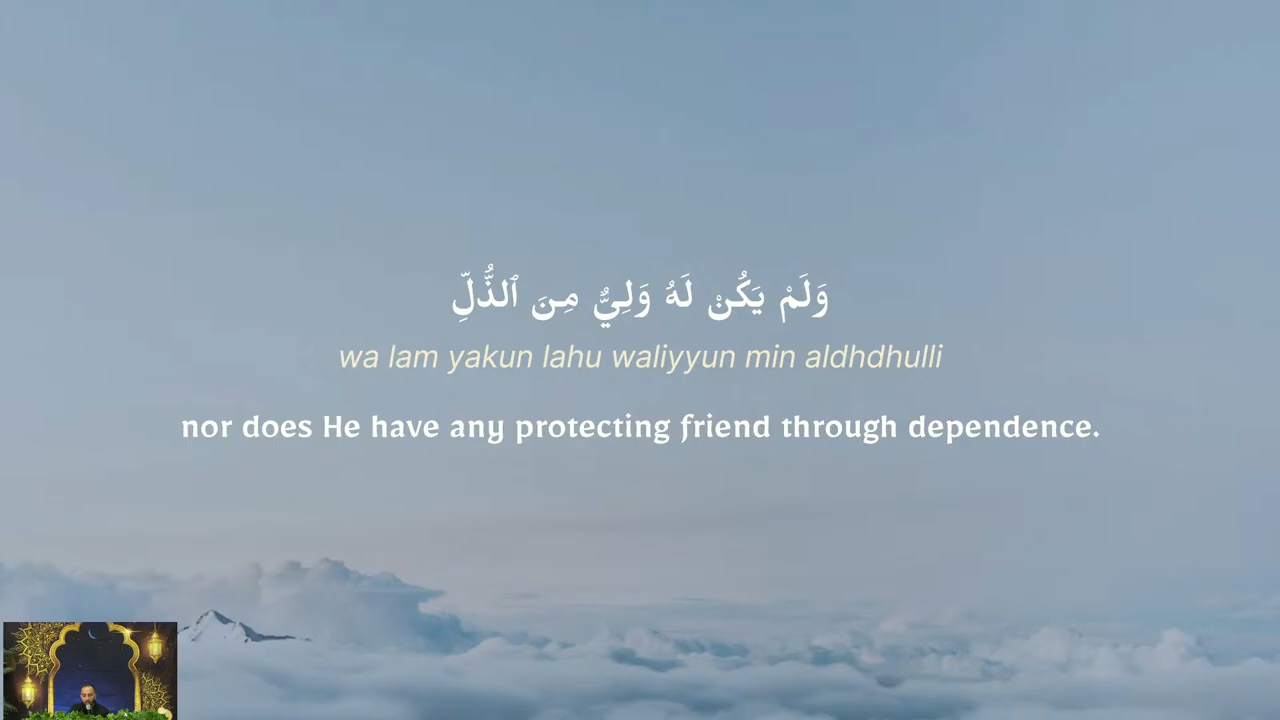 وَلَمْ يَكُنْ لَهُ وَلِيٌّ مِنَ ٱلذُّلِّ
wa lam yakun lahu waliyyun min aldhdhulli
nor does He have any protecting friend through dependence.